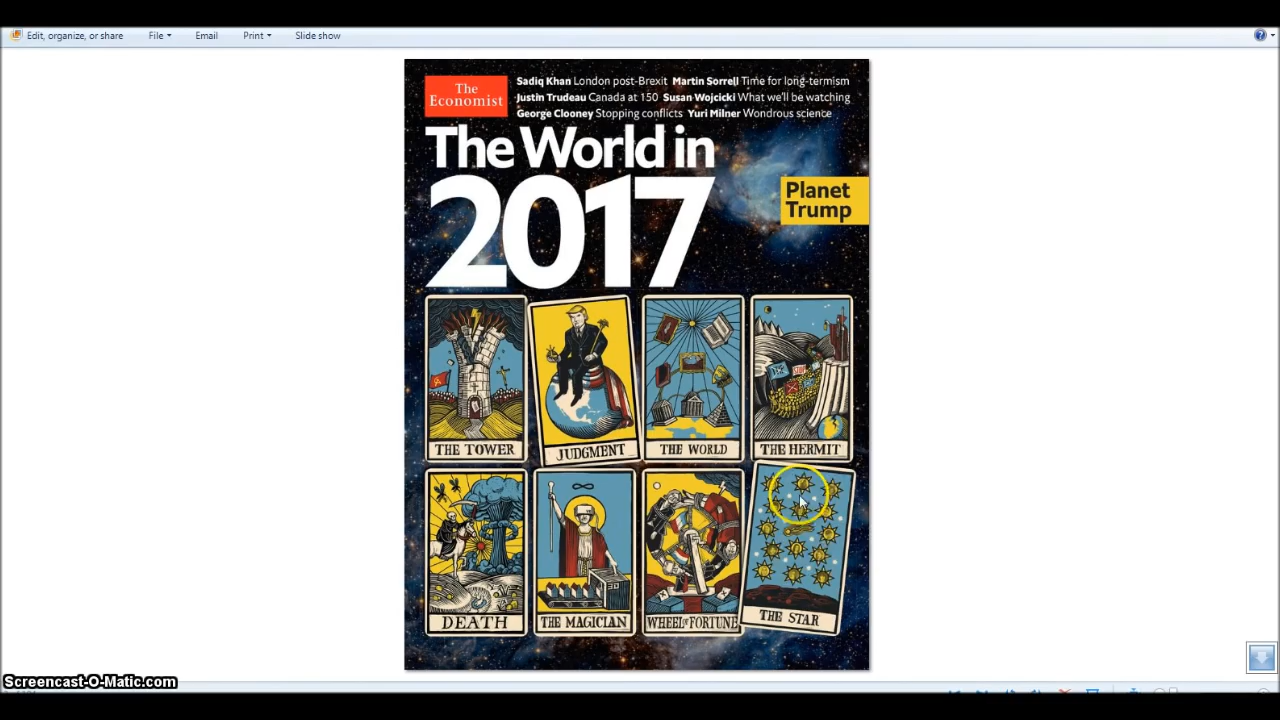 Edit, organize, or share File Email Print Slide show
The
Economist
Sadiq Khan London post-Brexit Martin Sorrell Time for long-termism
Justin Trudeau Canada at 150 Susan Wojcicki What we'll be watching
George Clooney Stopping conflicts Yuri Milner Wondrous science
The World in
2017
Planet
Trump
THE TOWER
JUDGMENT
THE WORLD
THE HERMIT
DEATH
THE MAGICIAN
WHEEL OF FORTUNE
THE STAR
Screencast-O-Matic.com